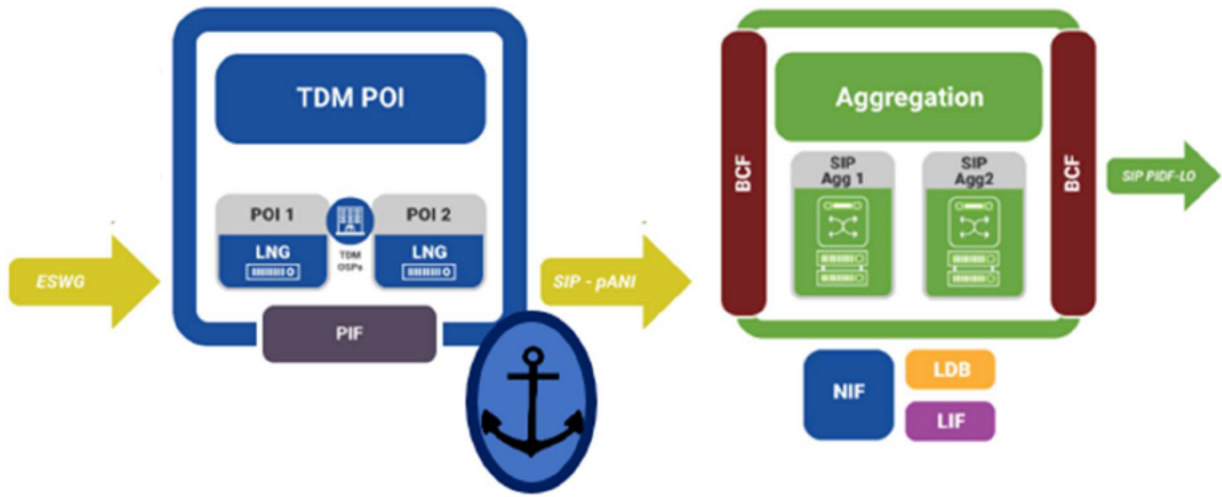 TDM POI
POI 1
POI 2
LNG
LNG
TDM
OSPs
PIF
ESWG
SIP - pANI
Aggregation
BCF
BCF
SIP
Agg 1
SIP
Agg2
SIP PIDF-LO
NIF
LDB
LIF